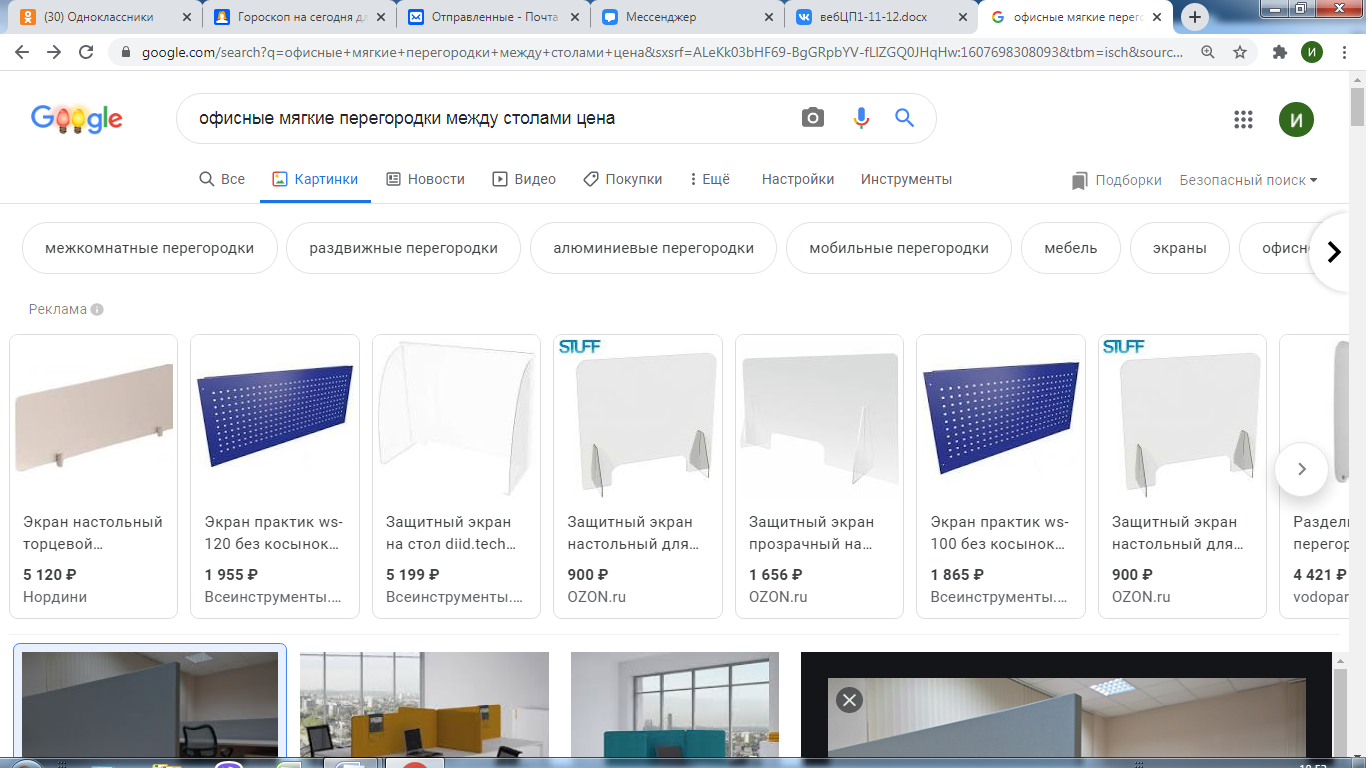 (30) Одноклассники
Гороскоп на сегодня дл
Отправленные - Почта
Мессенджер
вебЦП1-11-12.docx
офисные мягкие перего
google.com/search?q=офисные+мягкие+перегородки+между+столами+цена&sxsrf=ALeKk03bHF69-BgGRpbYV-fLlZGQ0JHqHw:1607698308093&tbm=isch&sourc...
И
Google
офисные мягкие перегородки между столами цена
И
Все
Картинки
Новости
Видео
Покупки
Ещё
Настройки
Инструменты
Подборки
Безопасный поиск
межкомнатные перегородки
раздвижные перегородки
алюминиевые перегородки
мобильные перегородки
мебель
экраны
офисн
Реклама
STUFF
STUFF
Экран настольный
торцевой…
5 120 ₽
Нордини
Экран практик ws-
120 без косынок…
1 955 ₽
Всеинструменты.…
Защитный экран
на стол diid.tech…
5 199 ₽
Всеинструменты.…
Защитный экран
настольный для…
900 ₽
OZON.ru
Защитный экран
прозрачный на…
1 656 ₽
OZON.ru
Экран практик ws-
100 без косынок…
1 865 ₽
Всеинструменты.…
Защитный экран
настольный для…
900 ₽
OZON.ru
Раздел
перегор
4 421 ₽
vodopar